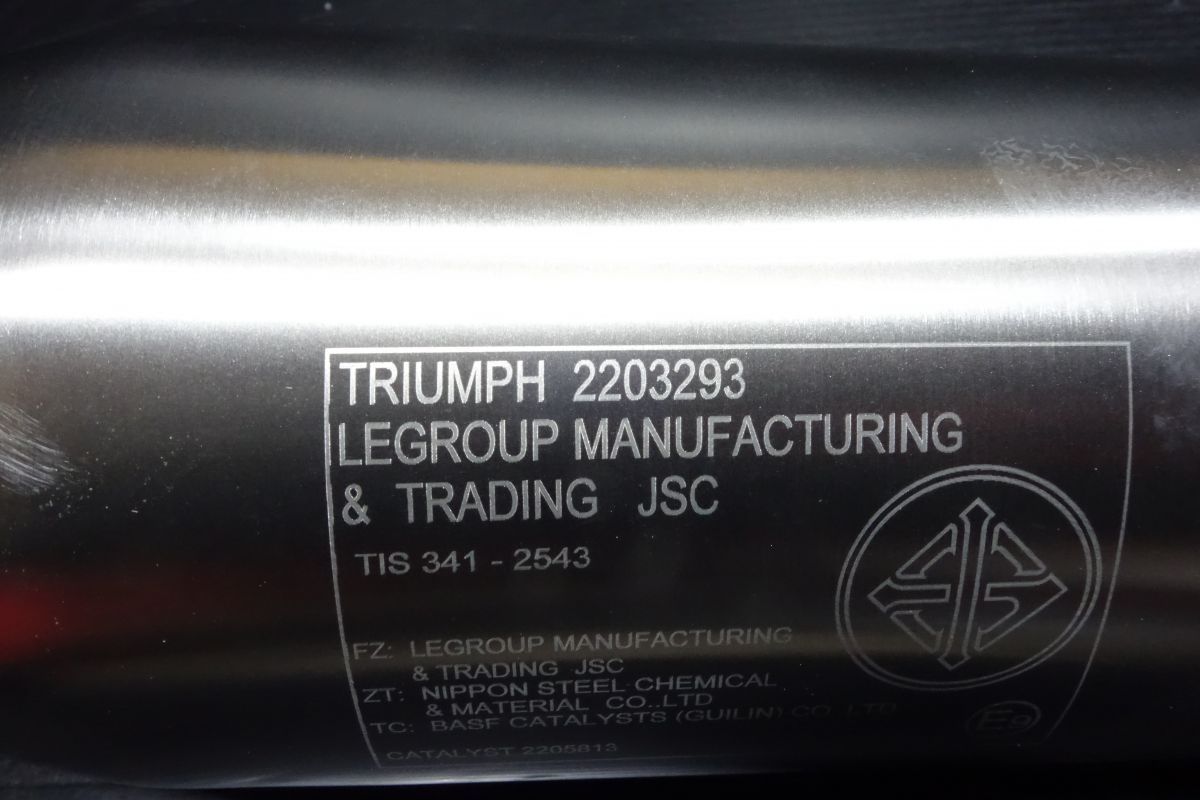 TRIUMPH 2203293
LEGROUP MANUFACTURING
& TRADING JSC
TIS 341 - 2543
FZ: LEGROUP MANUFACTURING
& TRADING JSC
ZT: NIPPON STEEL CHEMICAL
& MATERIAL CO.,LTD
TC: BASF CATALYSTS (GUILIN) CO.,LTD
E9
CATALYST 2205813